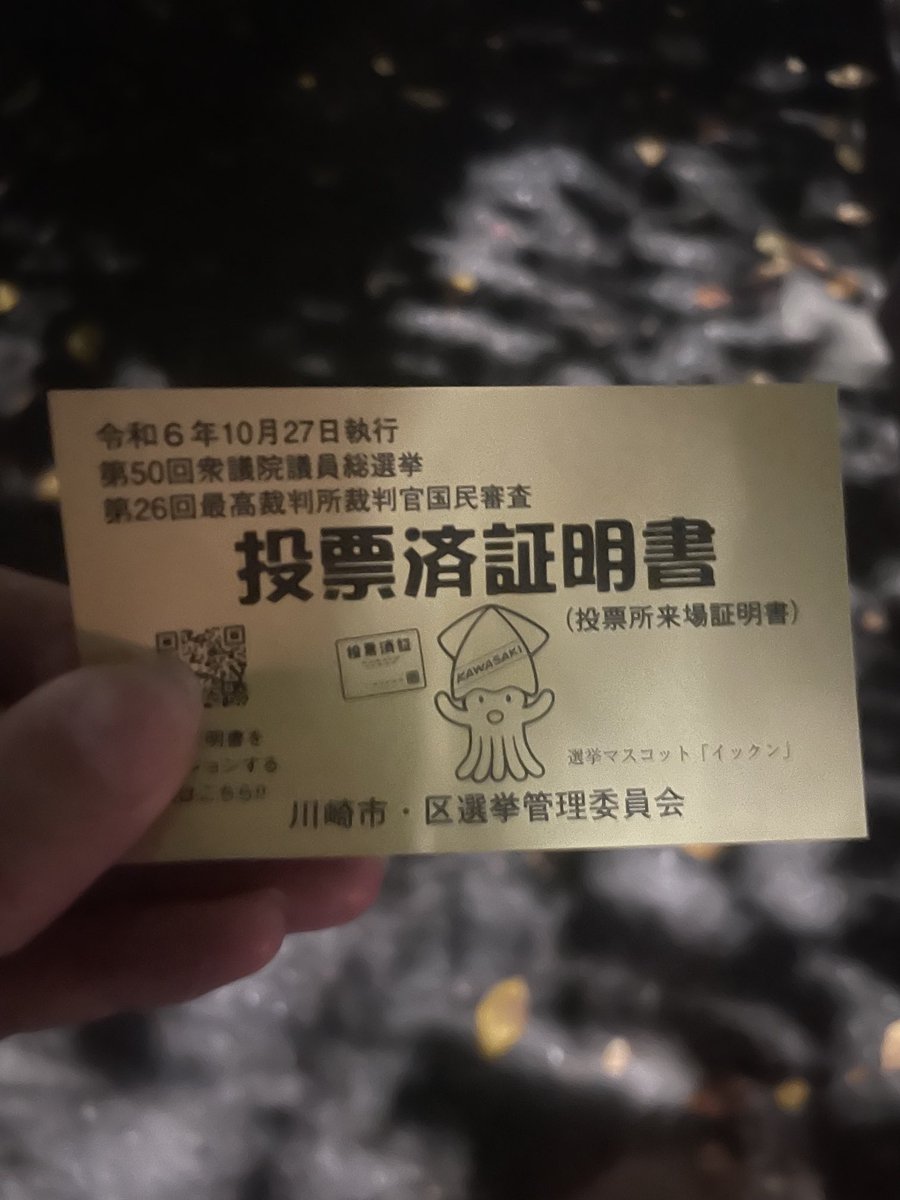 令和6年10月27日執行
第50回衆議院議員総選挙
第26回最高裁判所裁判官国民審査
投票済証明書
(投票所来場証明書)
投票済証
KAWASAKI
明書を
ションする
はこちら!!
選挙マスコット「イックン」
川崎市・区選挙管理委員会